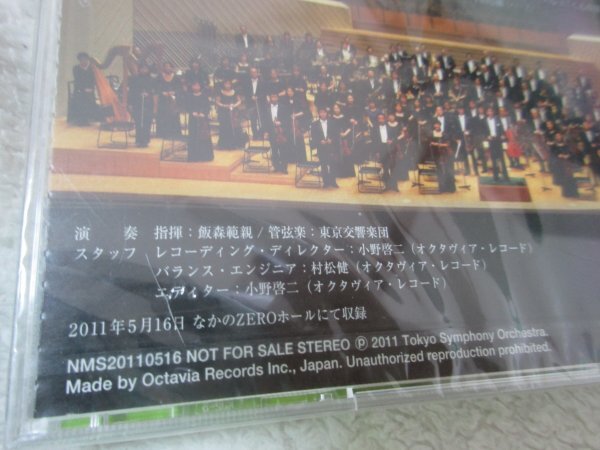 演　奏　指揮：飯森範親 / 管弦楽：東京交響楽団
スタッフ　レコーディング・ディレクター：小野啓二（オクタヴィア・レコード）
バランス・エンジニア：村松健（オクタヴィア・レコード）
エディター：小野啓二（オクタヴィア・レコード）
2011年5月16日 なかのZEROホールにて収録
NMS20110516 NOT FOR SALE STEREO Ⓟ 2011 Tokyo Symphony Orchestra.
Made by Octavia Records Inc., Japan. Unauthorized reproduction prohibited.